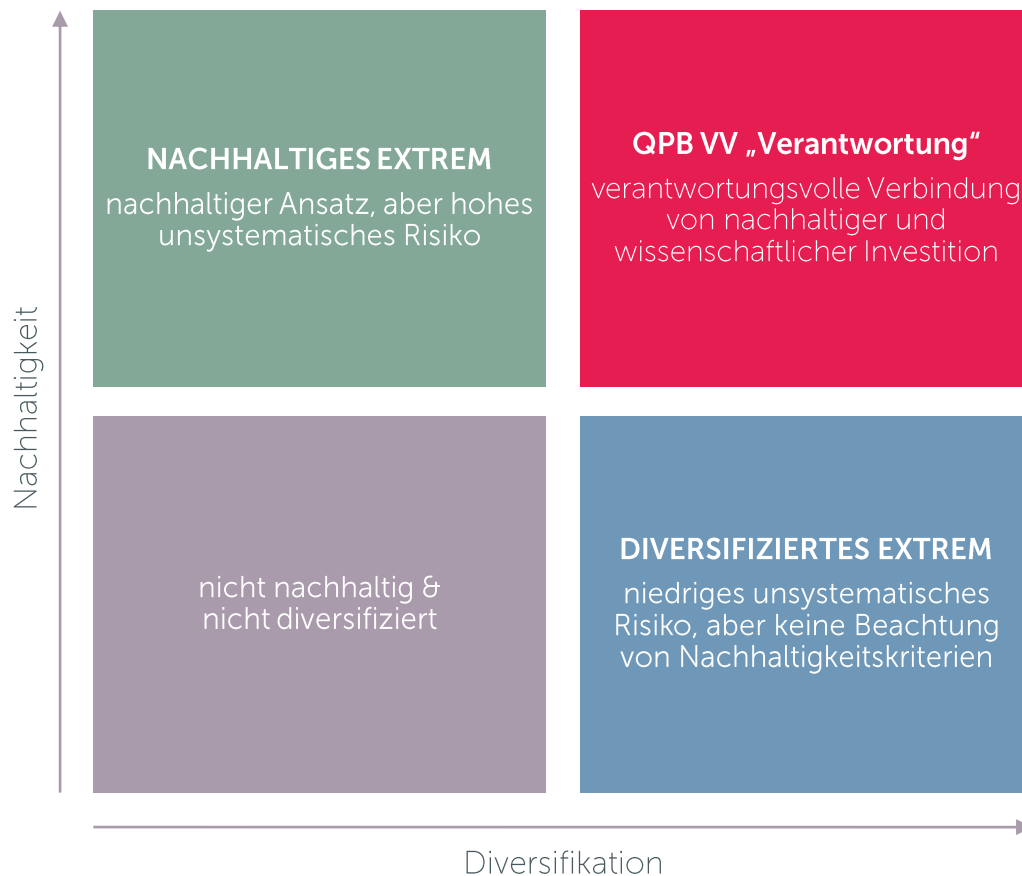 Nachhaltigkeit
NACHHALTIGES EXTREM
nachhaltiger Ansatz, aber hohes
unsystematisches Risiko
QPB VV „Verantwortung“
verantwortungsvolle Verbindung
von nachhaltiger und
wissenschaftlicher Investition
nicht nachhaltig &
nicht diversifiziert
DIVERSIFIZIERTES EXTREM
niedriges unsystematisches
Risiko, aber keine Beachtung
von Nachhaltigkeitskriterien
Diversifikation